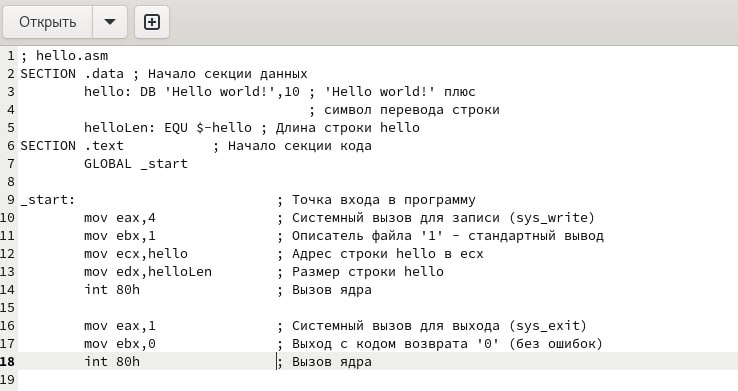 Открыть
1 ; hello.asm
2 SECTION .data ; Начало секции данных
3         hello: DB 'Hello world!',10 ; 'Hello world!' плюс
4                                     ; символ перевода строки
5         helloLen: EQU $-hello ; Длина строки hello
6 SECTION .text           ; Начало секции кода
7         GLOBAL _start
8
9 _start:                         ; Точка входа в программу
10         mov eax,4               ; Системный вызов для записи (sys_write)
11         mov ebx,1               ; Описатель файла '1' - стандартный вывод
12         mov ecx,hello           ; Адрес строки hello в ecx
13         mov edx,helloLen        ; Размер строки hello
14         int 80h                 ; Вызов ядра
15
16         mov eax,1               ; Системный вызов для выхода (sys_exit)
17         mov ebx,0               ; Выход с кодом возврата '0' (без ошибок)
18         int 80h                 ; Вызов ядра
19